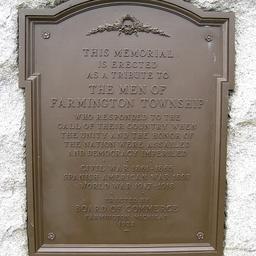 THIS MEMORIAL
IS ERECTED
AS A TRIBUTE TO
THE MEN OF
FARMINGTON TOWNSHIP
WHO RESPONDED TO THE
CALL OF THEIR COUNTRY WHEN
THE UNITY AND THE HONOR OF
THE NATION WERE ASSAILED
AND DEMOCRACY IMPERILED
CIVIL WAR 1861-1865
SPANISH AMERICAN WAR 1898
WORLD WAR 1917-1918
ERECTED BY
BOARD OF COMMERCE
FARMINGTON, MICHIGAN